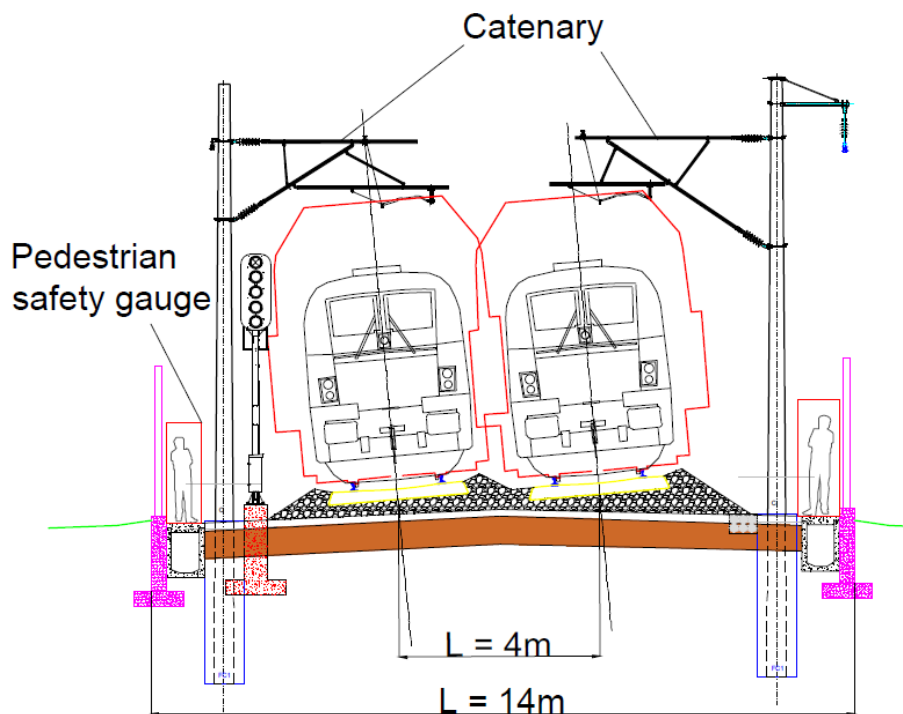 Catenary
Pedestrian
safety gauge
L = 4m
L = 14m